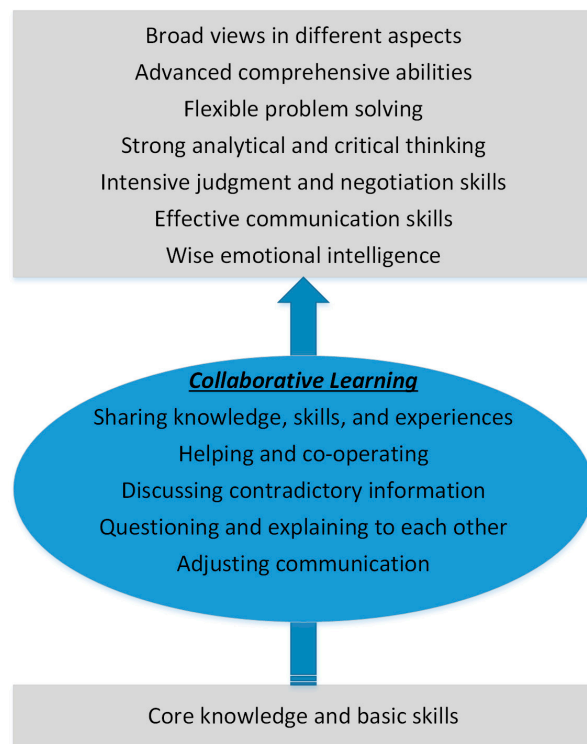 Broad views in different aspects
Advanced comprehensive abilities
Flexible problem solving
Strong analytical and critical thinking
Intensive judgment and negotiation skills
Effective communication skills
Wise emotional intelligence
Collaborative Learning
Sharing knowledge, skills, and experiences
Helping and co-operating
Discussing contradictory information
Questioning and explaining to each other
Adjusting communication
Core knowledge and basic skills